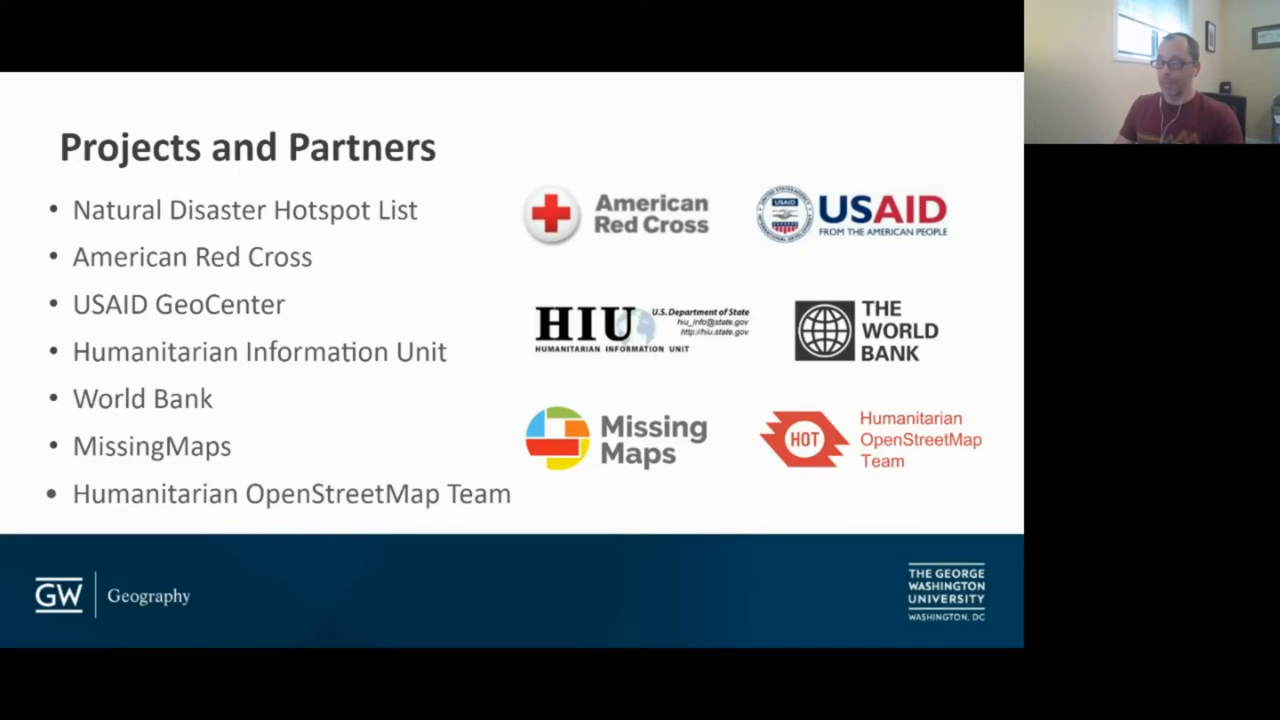 Projects and Partners
• Natural Disaster Hotspot List
• American Red Cross
• USAID GeoCenter
• Humanitarian Information Unit
• World Bank
• MissingMaps
• Humanitarian OpenStreetMap Team
American
Red Cross
USAID
USAID
FROM THE AMERICAN PEOPLE
HIU
U.S. Department of State
hiu_info@state.gov
http://hiu.state.gov
HUMANITARIAN INFORMATION UNIT
THE
WORLD
BANK
Missing
Maps
HOT
Humanitarian
OpenStreetMap
Team
GW
Geography
THE GEORGE
WASHINGTON
UNIVERSITY
WASHINGTON, DC